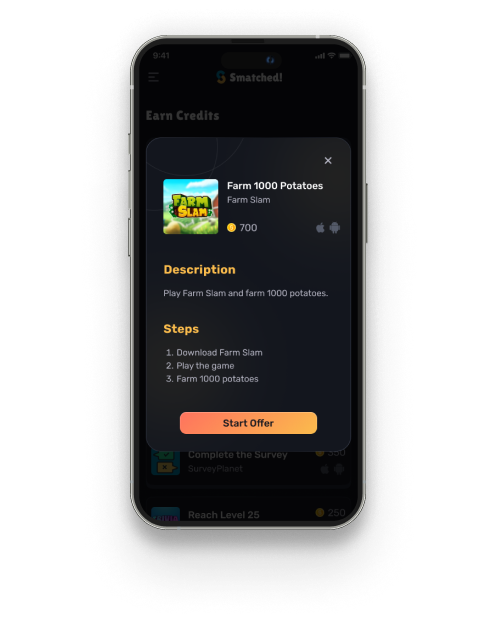 9:41
Smatched!
Earn Credits
FARM
SLAM
Farm 1000 Potatoes
Farm Slam
700
Description
Play Farm Slam and farm 1000 potatoes.
Steps
1. Download Farm Slam
2. Play the game
3. Farm 1000 potatoes
Start Offer
Complete the Survey
350
SurveyPlanet
Reach Level 25
250